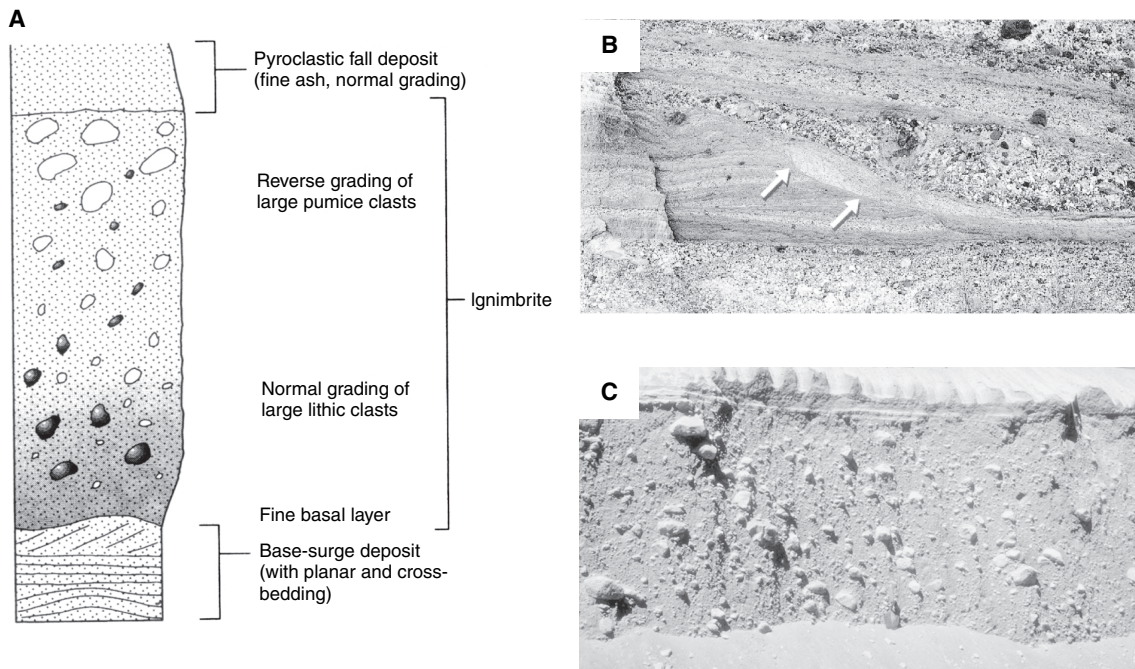 A
Pyroclastic fall deposit
(fine ash, normal grading)
Reverse grading of
large pumice clasts
Ignimbrite
Normal grading of
large lithic clasts
Fine basal layer
Base-surge deposit
(with planar and cross-
bedding)
B
C